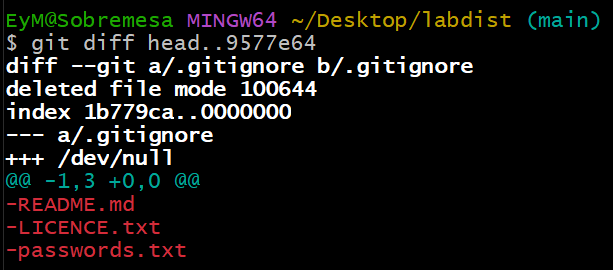 EyM@Sobremesa MINGW64 ~/Desktop/labdist (main)
$ git diff head..9577e64
diff --git a/.gitignore b/.gitignore
deleted file mode 100644
index 1b779ca..0000000
--- a/.gitignore
+++ /dev/null
@@ -1,3 +0,0 @@
-README.md
-LICENCE.txt
-passwords.txt